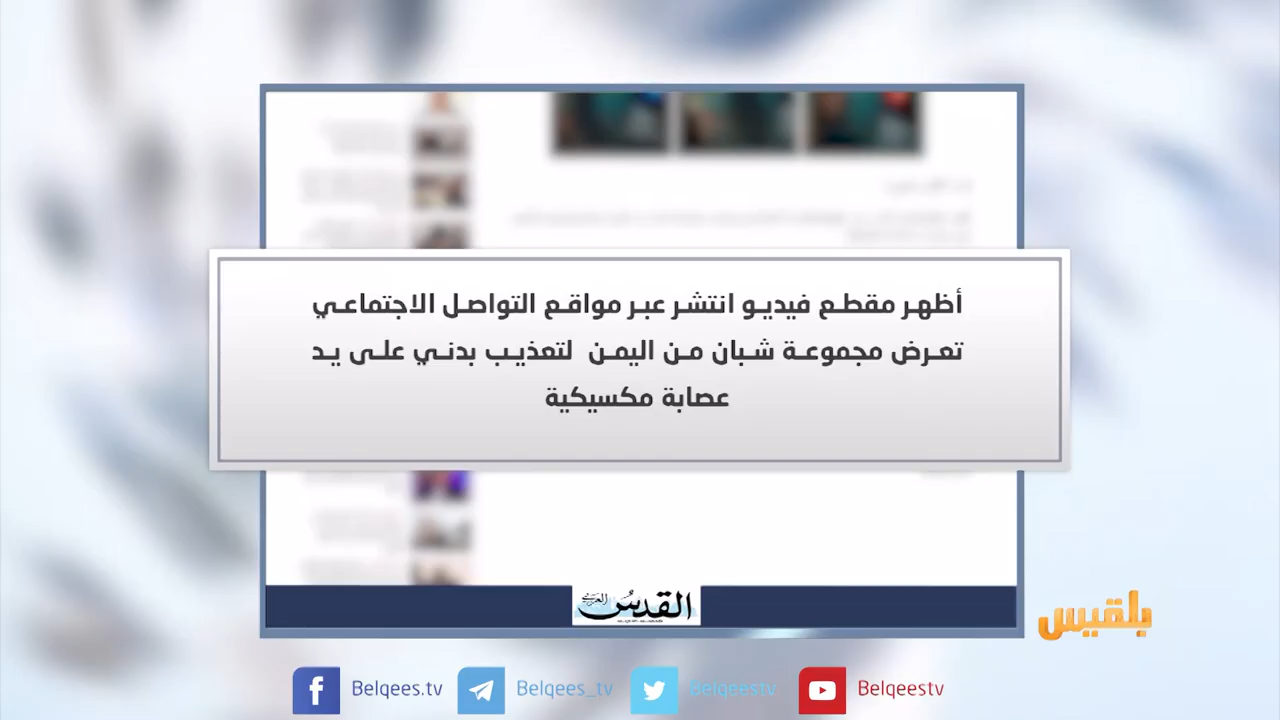 أظهر مقطع فيديو انتشر عبر مواقع التواصل الاجتماعي
تعرض مجموعة شبان من اليمن لتعذيب بدني على يد
عصابة مكسيكية
القدس العربي
بلقيس
Belqees.tv
Belqees_tv
Belqeestv
Belqeestv